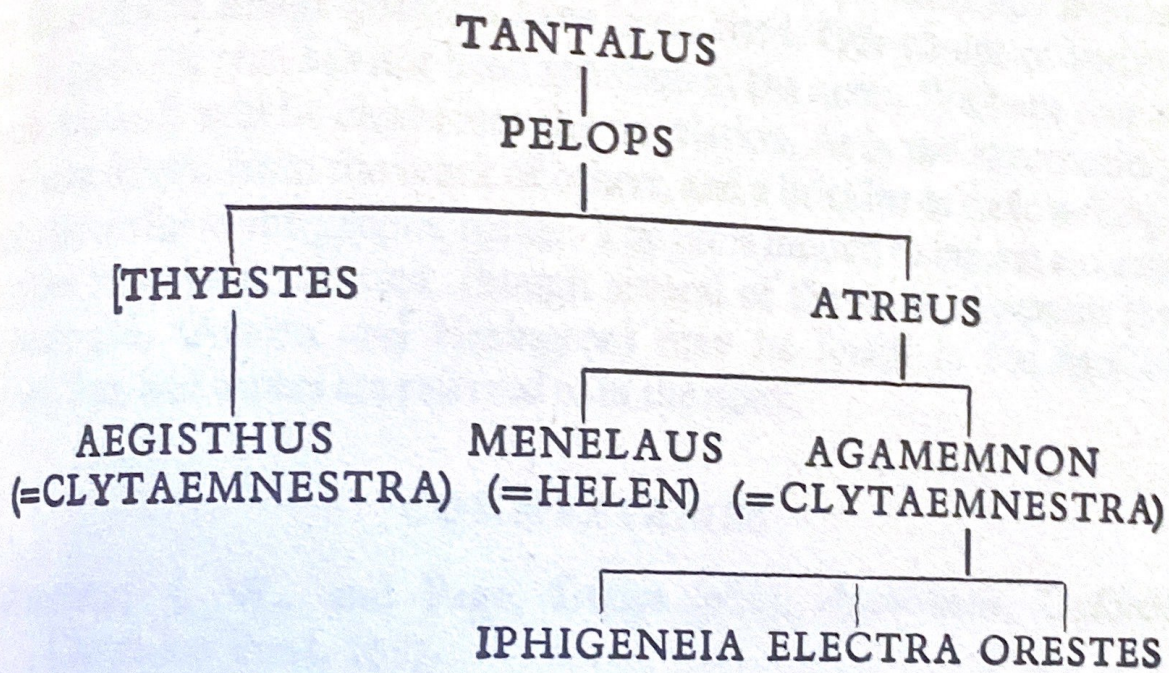 TANTALUS
PELOPS
[THYESTES
ATREUS
AEGISTHUS MENELAUS AGAMEMNON
(=CLYTAEMNESTRA) (=HELEN) (=CLYTAEMNESTRA)
IPHIGENEIA ELECTRA ORESTES